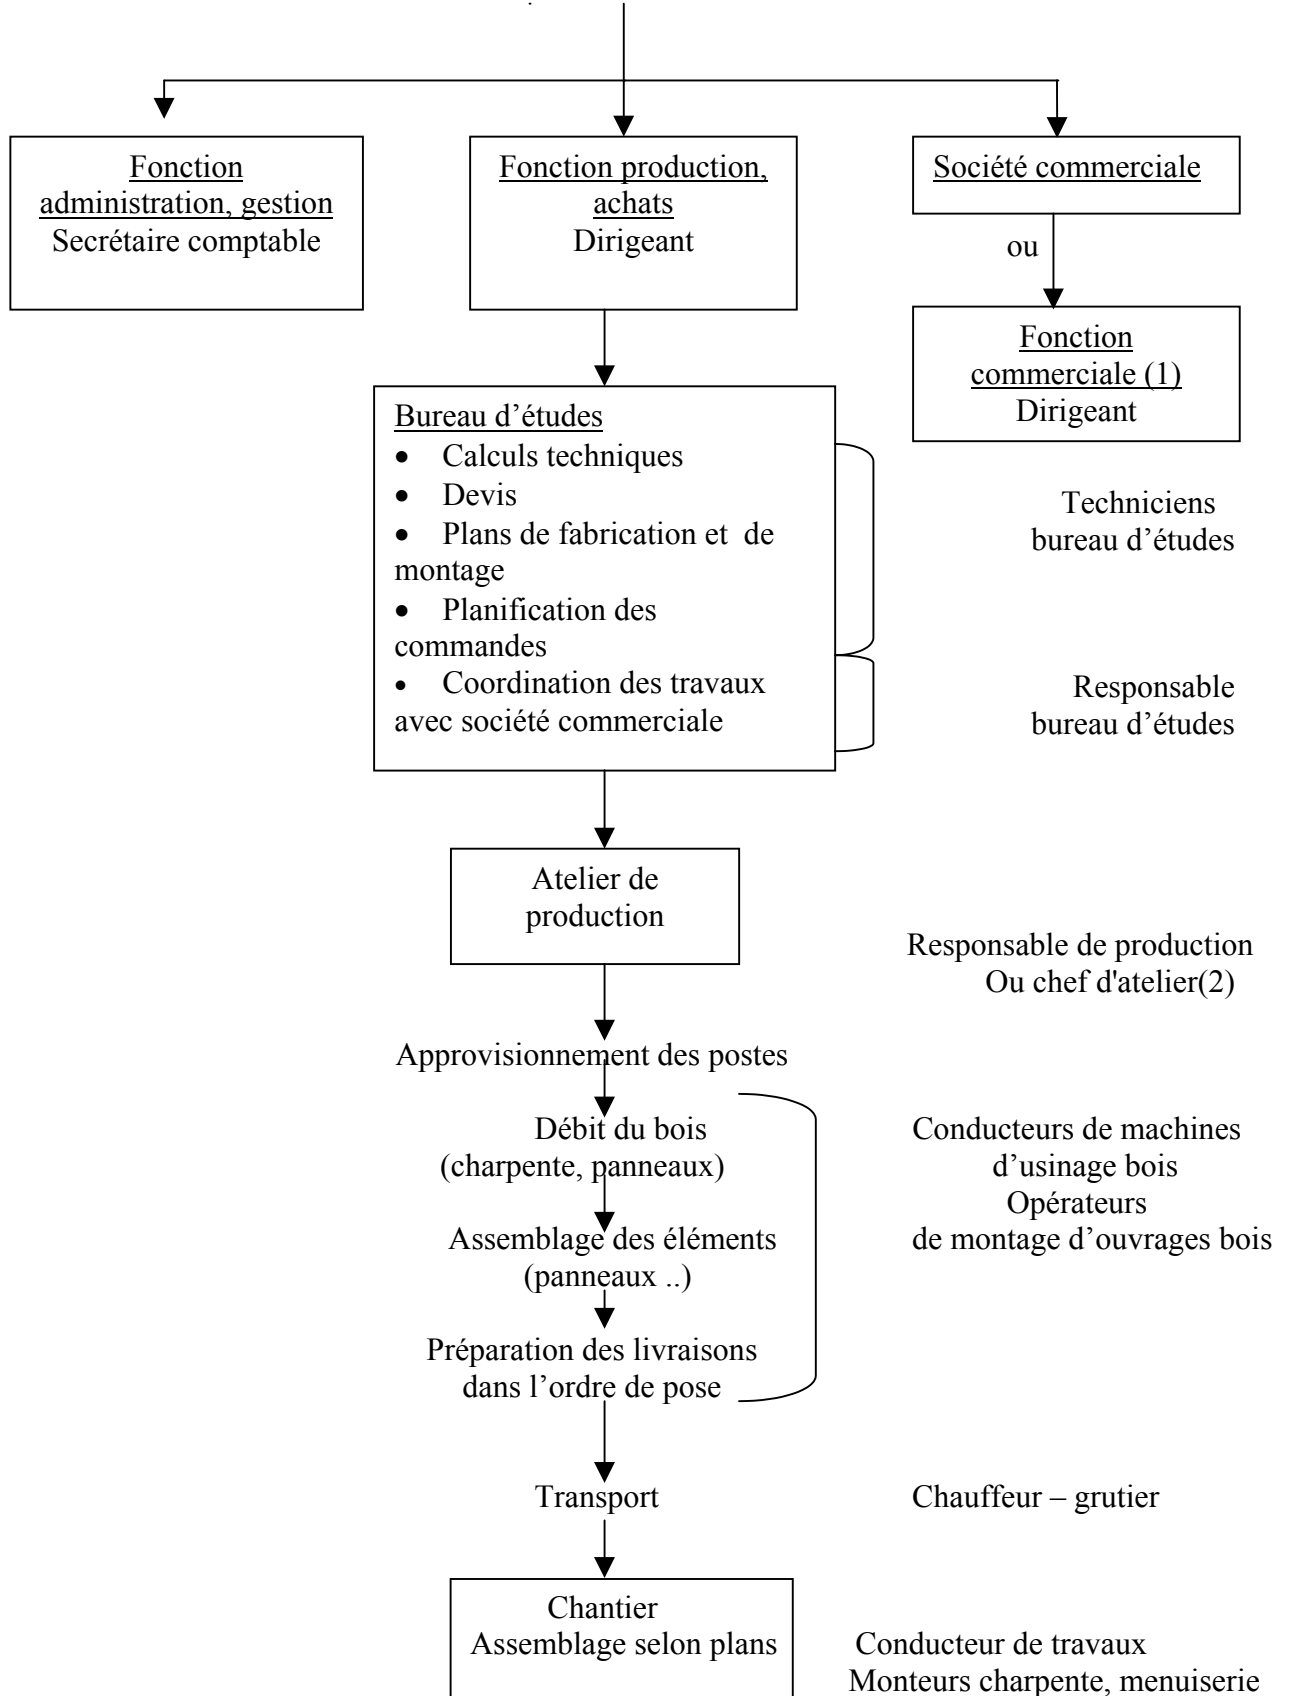 Fonction
administration, gestion
Secrétaire comptable
Fonction production,
achats
Dirigeant
Société commerciale
ou
Fonction
commerciale (1)
Dirigeant
Bureau d’études
• Calculs techniques
• Devis
• Plans de fabrication et de
montage
• Planification des
commandes
• Coordination des travaux
avec société commerciale
Techniciens
bureau d’études
Responsable
bureau d’études
Atelier de
production
Responsable de production
Ou chef d'atelier(2)
Approvisionnement des postes
Débit du bois
(charpente, panneaux)
Assemblage des éléments
(panneaux ..)
Préparation des livraisons
dans l’ordre de pose
Conducteurs de machines
d’usinage bois
Opérateurs
de montage d’ouvrages bois
Transport
Chauffeur – grutier
Chantier
Assemblage selon plans
Conducteur de travaux
Monteurs charpente, menuiserie